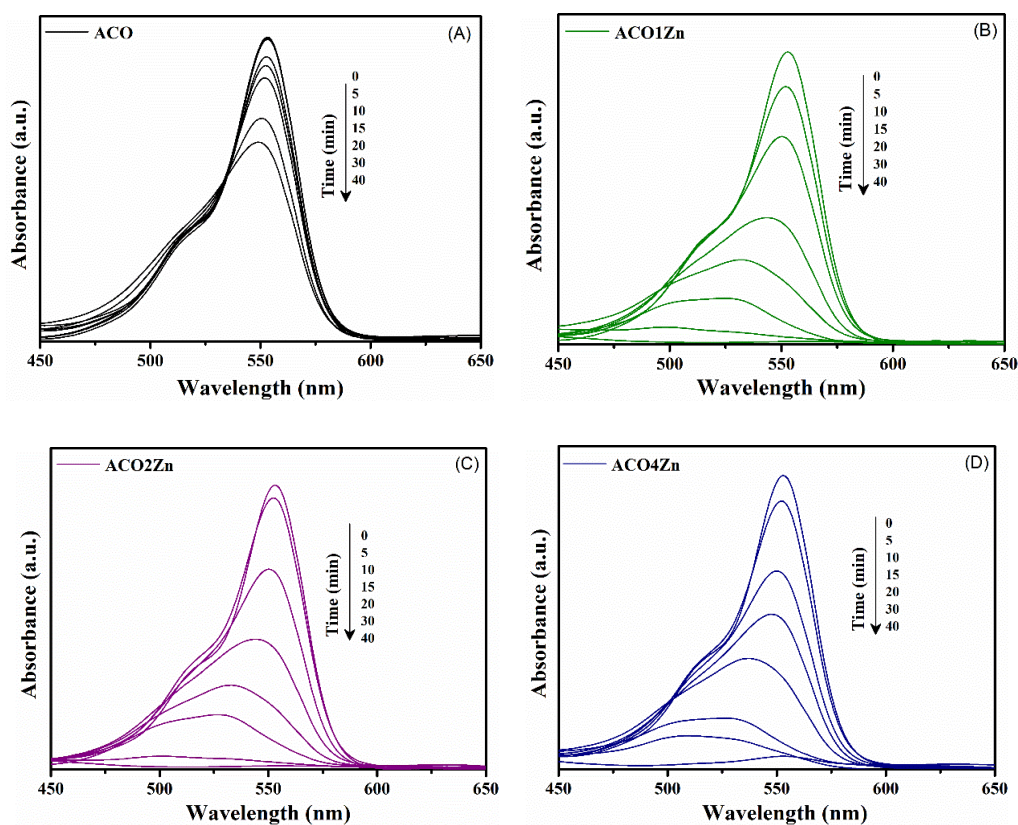 ACO
(A)
Absorbance (a.u.)
Time (min)
0
5
10
15
20
30
40
450 500 550 600 650
Wavelength (nm)
ACO1Zn
(B)
Absorbance (a.u.)
Time (min)
0
5
10
15
20
30
40
450 500 550 600 650
Wavelength (nm)
ACO2Zn
(C)
Absorbance (a.u.)
Time (min)
0
5
10
15
20
30
40
450 500 550 600 650
Wavelength (nm)
ACO4Zn
(D)
Absorbance (a.u.)
Time (min)
0
5
10
15
20
30
40
450 500 550 600 650
Wavelength (nm)